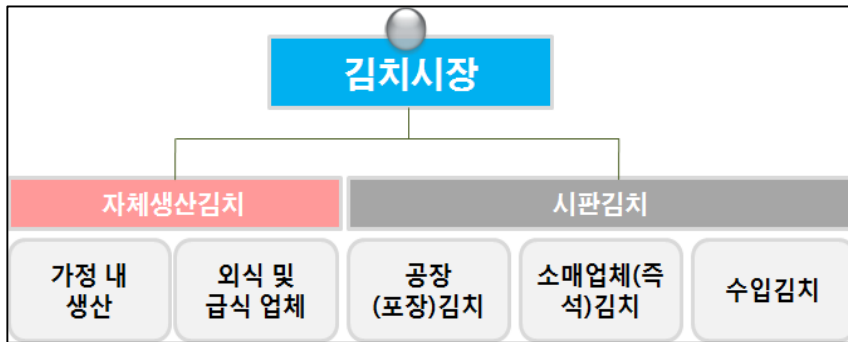 김치시장
자체생산김치
시판김치
가정 내
생산
외식 및
급식 업체
공장
(포장)김치
소매업체(즉
석)김치
수입김치